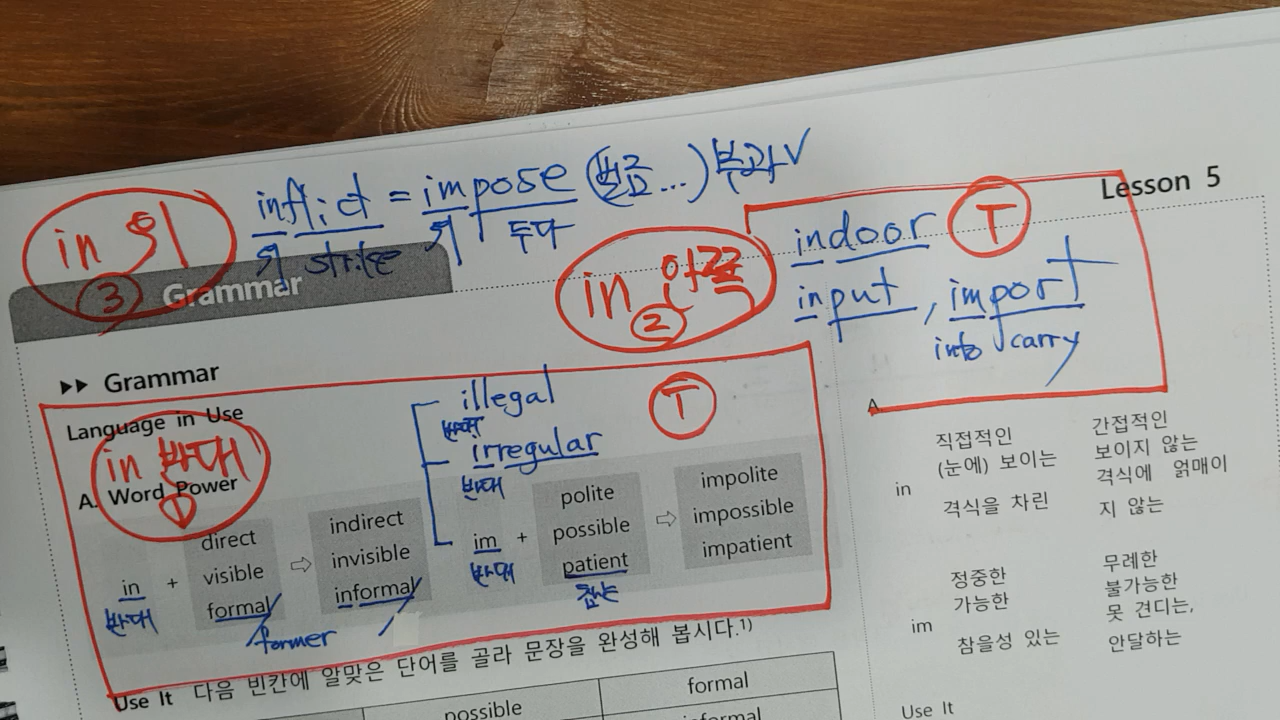 inflict = impose (벌금...) 부과V
위 strike 위 두다
in 위
③
Lesson 5
indoor Ⓣ
in 안쪽
②
input, import
into carry
Grammar
▶▶ Grammar
Language in Use
in 반대
①
A. Word Power
illegal Ⓣ
반대
irregular
반대
in + direct ⇨ indirect
visible invisible
formal informal
반대
former
im + polite ⇨ impolite
possible impossible
patient impatient
반대
참는
Use It 다음 빈칸에 알맞은 단어를 골라 문장을 완성해 봅시다.1)
possible formal
informal
A
in
직접적인 간접적인
(눈에) 보이는 보이지 않는
격식을 차린 격식에 얽매이
지 않는
im
정중한 무례한
가능한 불가능한
참을성 있는 못 견디는,
안달하는
Use It